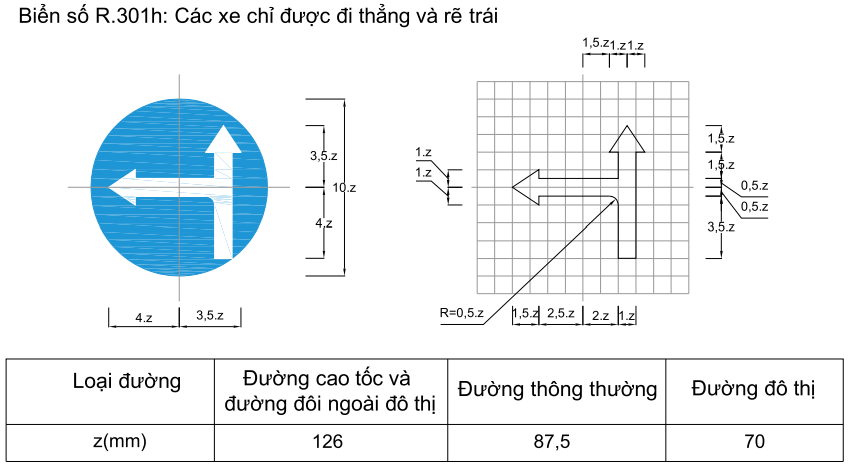 Biển số R.301h: Các xe chỉ được đi thẳng và rẽ trái
1,5.z 1.z 1.z
3,5.z
10.z
4.z
4.z 3,5.z
1.z
1.z
1,5.z
1,5.z
0,5.z
0,5.z
3,5.z
R=0,5.z 1,5.z 2,5.z 2.z 1.z
Loại đường Đường cao tốc và đường đôi ngoài đô thị Đường thông thường Đường đô thị
z(mm) 126 87,5 70